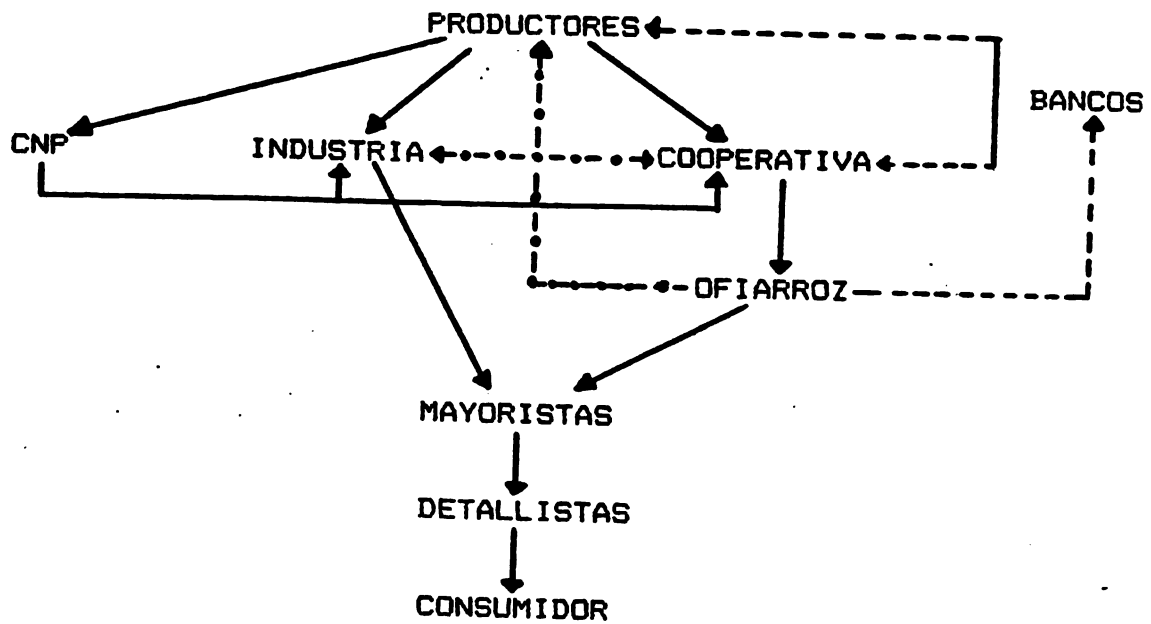 PRODUCTORES
BANCOS
CNP
INDUSTRIA
COOPERATIVA
OFIARROZ
MAYORISTAS
DETALLISTAS
CONSUMIDOR